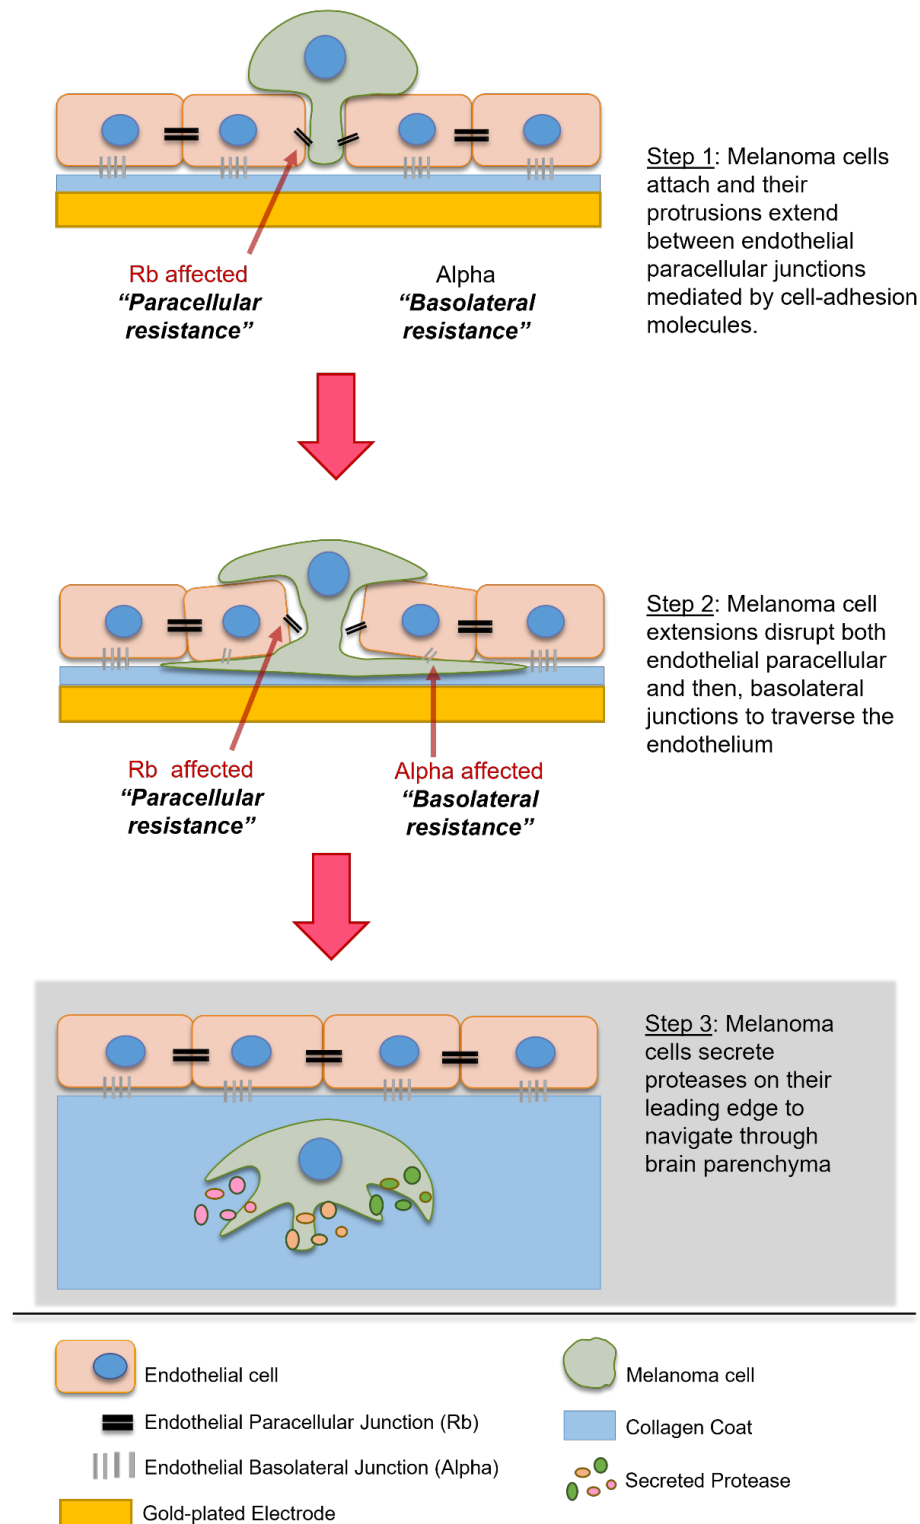 Step 1: Melanoma cells
attach and their
protrusions extend
between endothelial
paracellular junctions
mediated by cell-adhesion
molecules.
Rb affected
“Paracellular
resistance”
Alpha
“Basolateral
resistance”
Step 2: Melanoma cell
extensions disrupt both
endothelial paracellular
and then, basolateral
junctions to traverse the
endothelium
Rb affected
“Paracellular
resistance”
Alpha affected
“Basolateral
resistance”
Step 3: Melanoma
cells secrete
proteases on their
leading edge to
navigate through
brain parenchyma
Endothelial cell
Endothelial Paracellular Junction (Rb)
Endothelial Basolateral Junction (Alpha)
Gold-plated Electrode
Melanoma cell
Collagen Coat
Secreted Protease